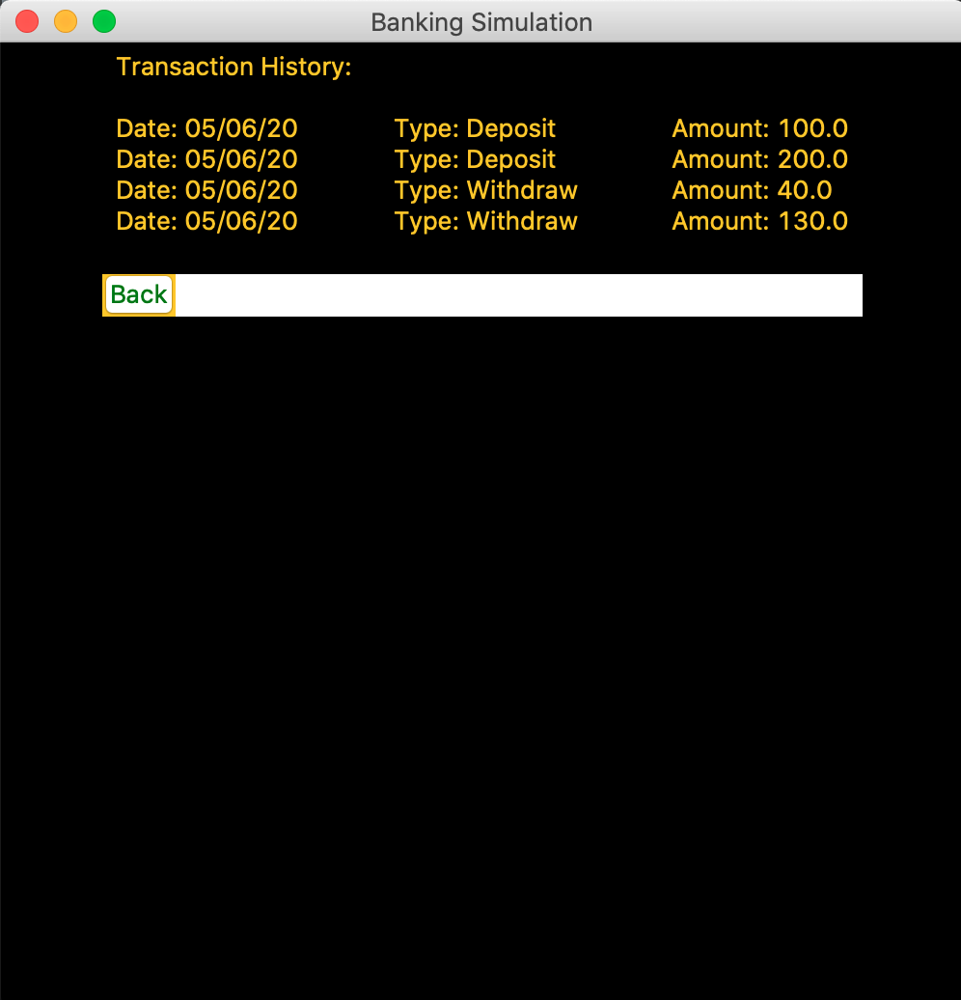 Banking Simulation
Transaction History:
Date: 05/06/20 Type: Deposit Amount: 100.0
Date: 05/06/20 Type: Deposit Amount: 200.0
Date: 05/06/20 Type: Withdraw Amount: 40.0
Date: 05/06/20 Type: Withdraw Amount: 130.0
Back